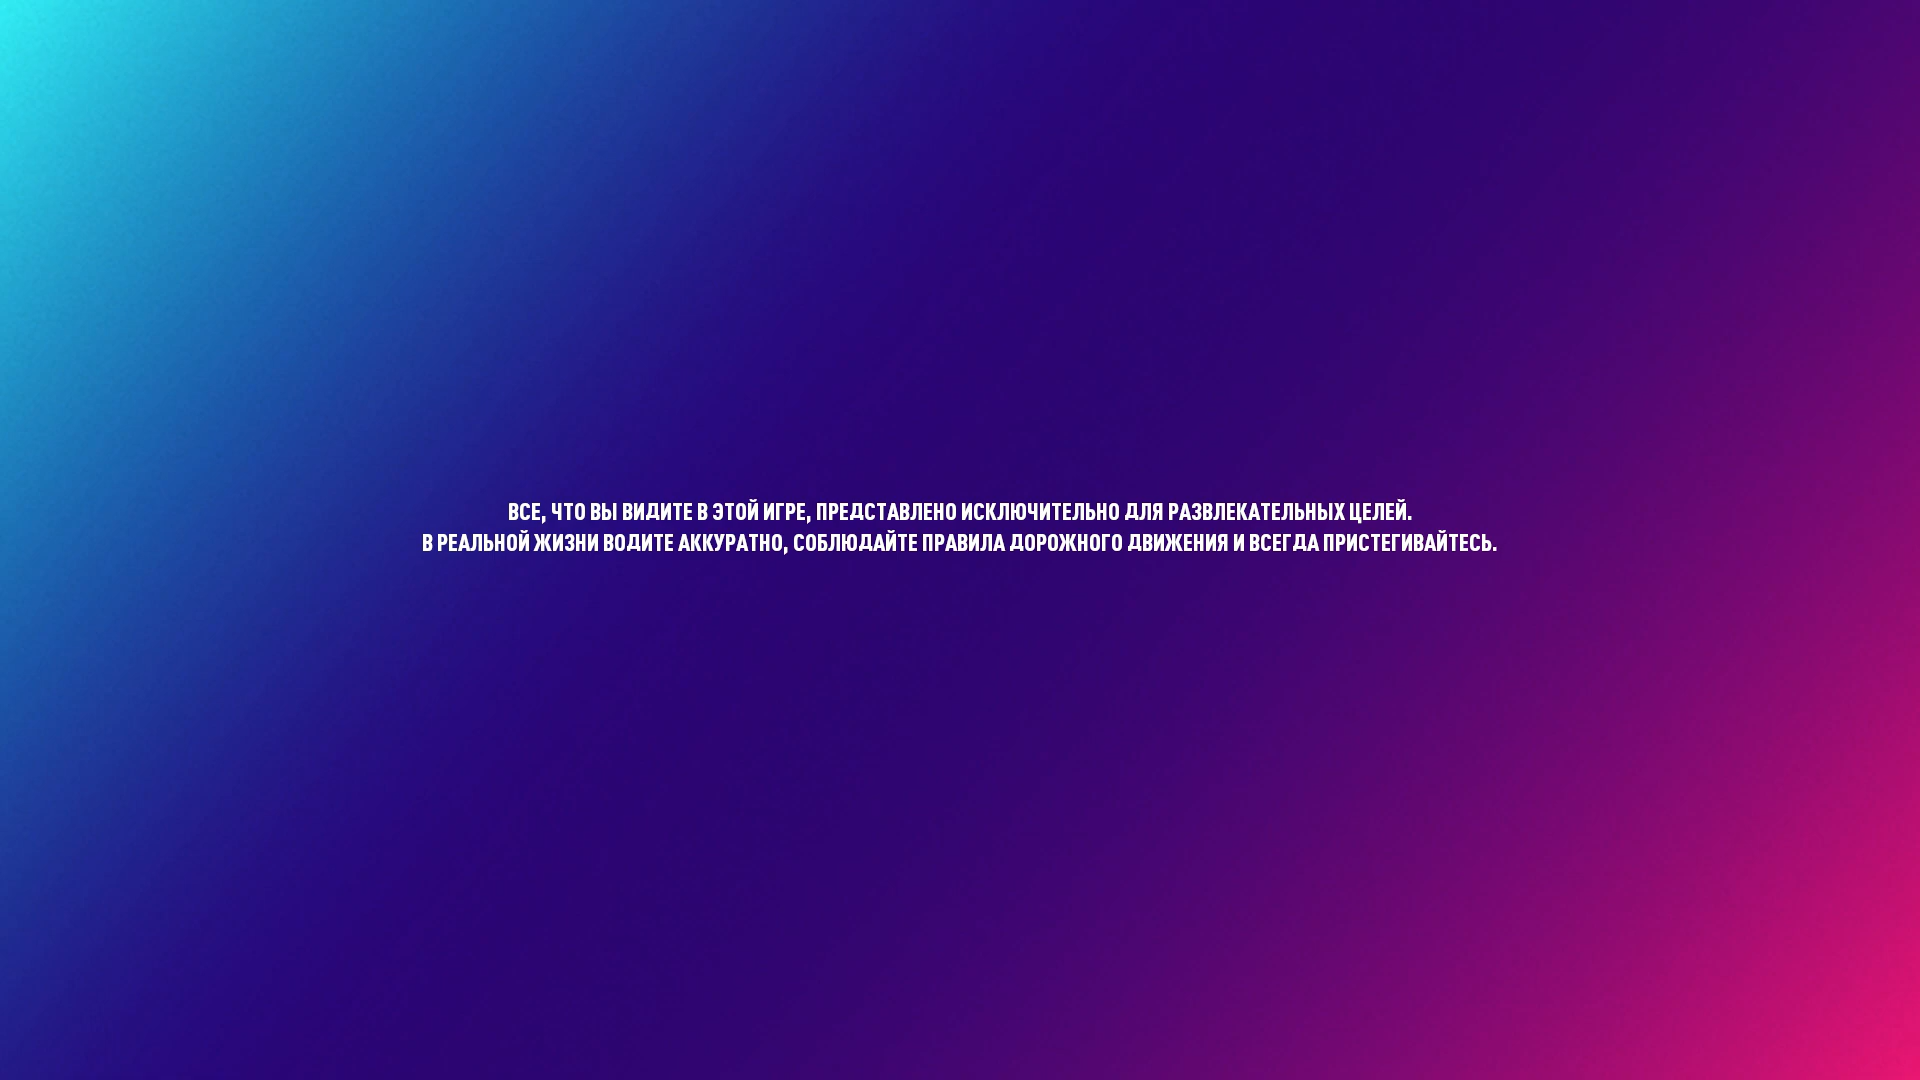 ВСЕ, ЧТО ВЫ ВИДИТЕ В ЭТОЙ ИГРЕ, ПРЕДСТАВЛЕНО ИСКЛЮЧИТЕЛЬНО ДЛЯ РАЗВЛЕКАТЕЛЬНЫХ ЦЕЛЕЙ.
В РЕАЛЬНОЙ ЖИЗНИ ВОДИТЕ АККУРАТНО, СОБЛЮДАЙТЕ ПРАВИЛА ДОРОЖНОГО ДВИЖЕНИЯ И ВСЕГДА ПРИСТЕГИВАЙТЕСЬ.